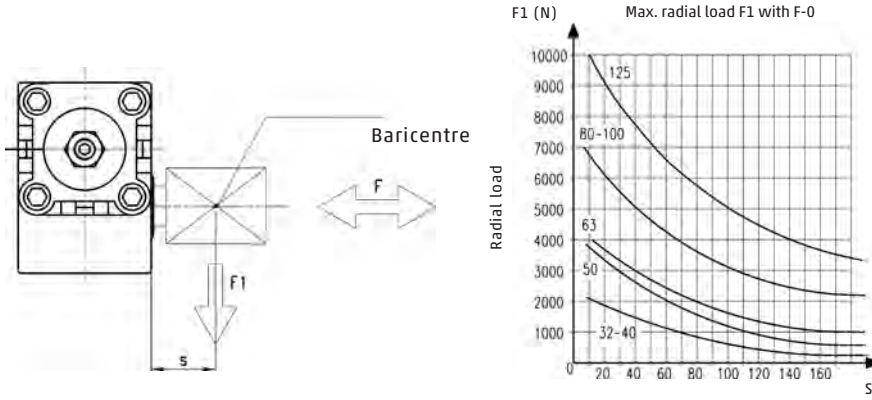 F1 (N)
Max. radial load F1 with F-0
Baricentre
F
F1
s
Radial load
10000
9000
8000
7000
6000
5000
4000
3000
2000
1000
0
125
80-100
63
50
32-40
20 40 60 80 100 120 140 160
S